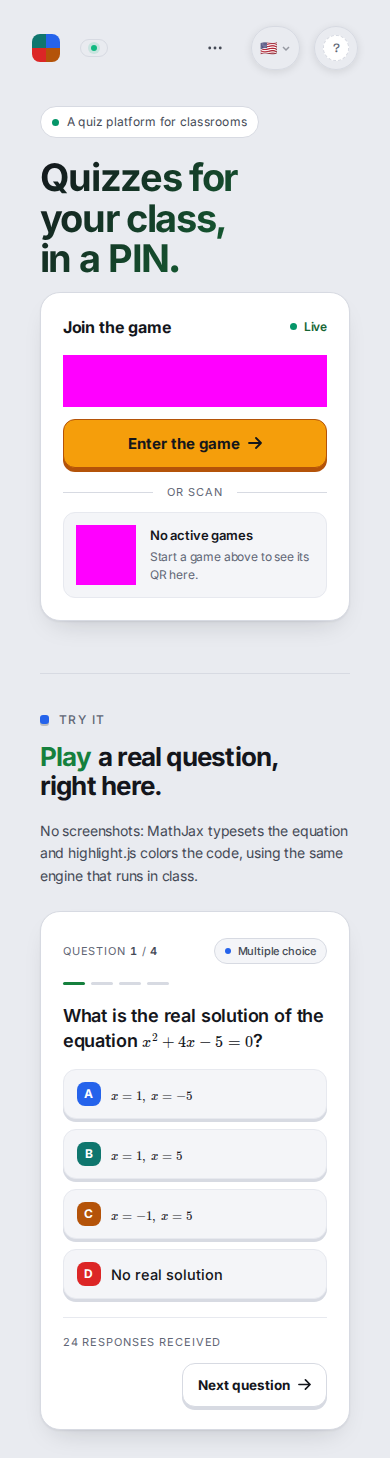 ?
A quiz platform for classrooms
Quizzes for
your class,
in a PIN.
Join the game
Live
Enter the game →
OR SCAN
No active games
Start a game above to see its
QR here.
TRY IT
Play a real question,
right here.
No screenshots: MathJax typesets the equation
and highlight.js colors the code, using the same
engine that runs in class.
QUESTION 1 / 4
Multiple choice
What is the real solution of the
equation x² + 4x − 5 = 0?
A x = 1, x = −5
B x = 1, x = 5
C x = −1, x = 5
D No real solution
24 RESPONSES RECEIVED
Next question →